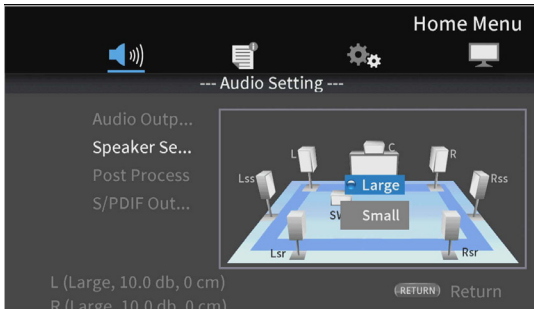 Home Menu
--- Audio Setting ---
Audio Outp...
Speaker Se...
Post Process
S/PDIF Out...
L
C
R
Lss
Rss
Large
SW
Small
Lsr
Rsr
L (Large, 10.0 db, 0 cm)
RETURN Return
R (Large, 10.0 db, 0 cm)